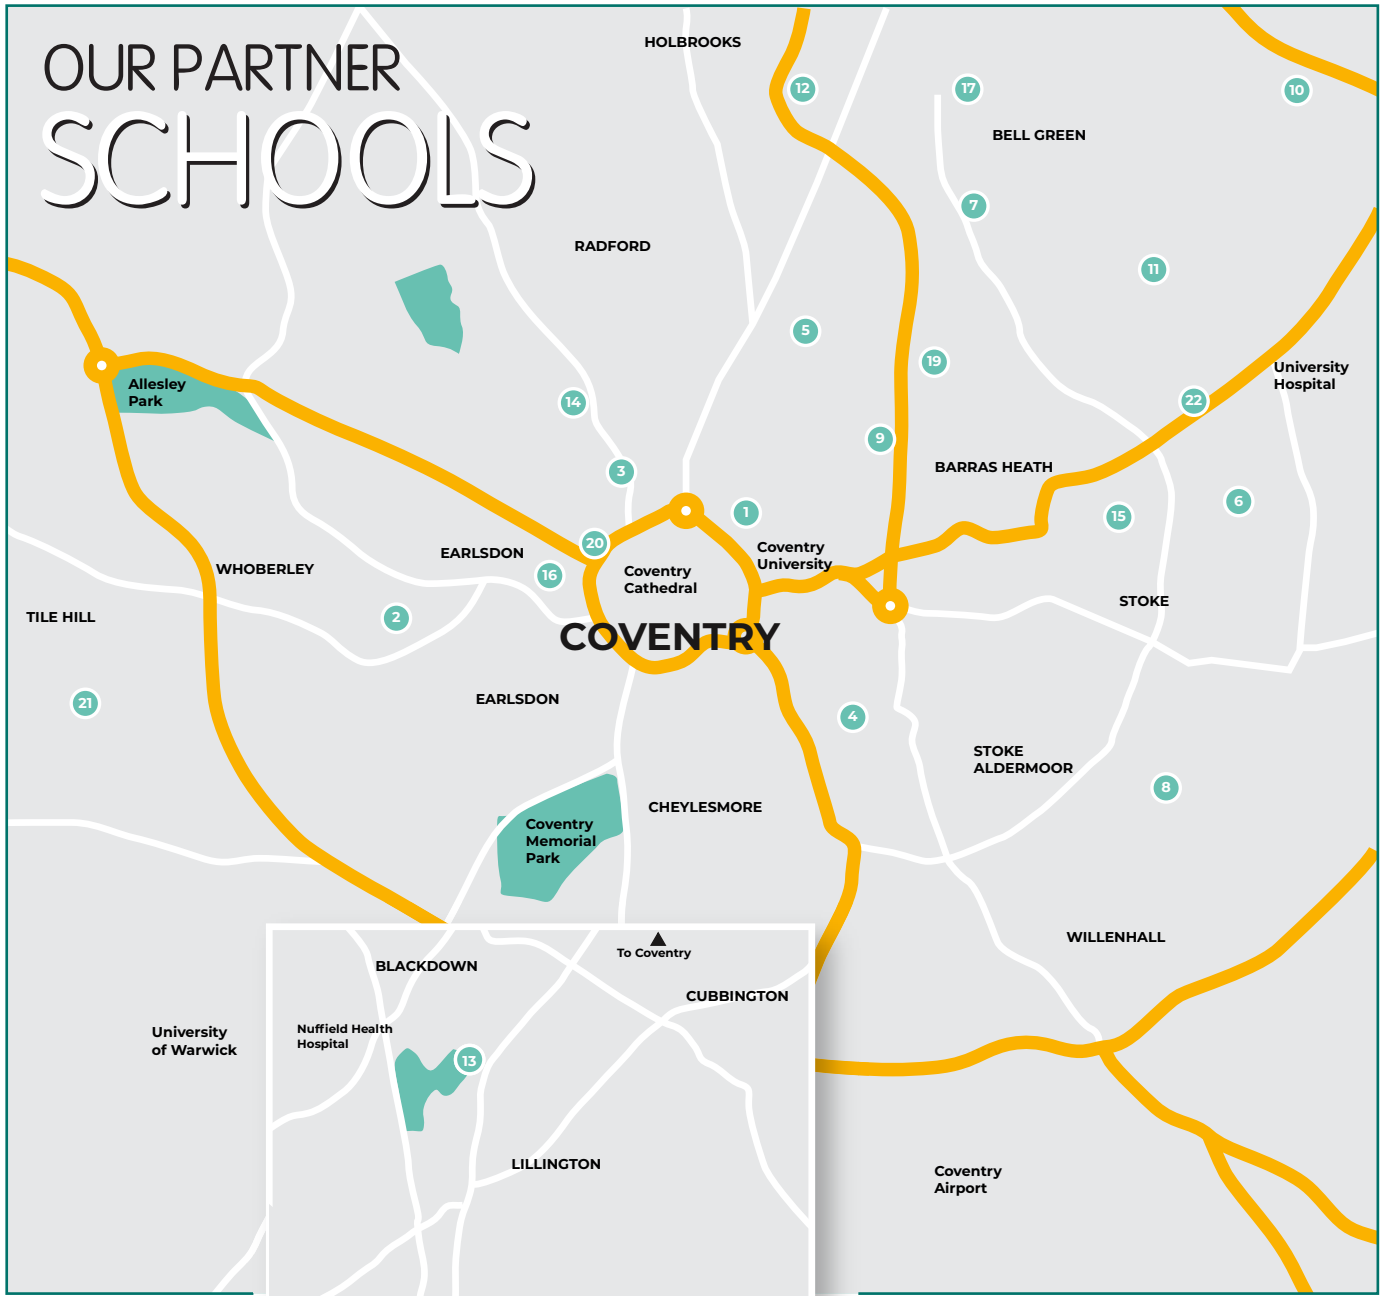 OUR PARTNER
SCHOOLS
HOLBROOKS
12
17
10
BELL GREEN
7
RADFORD
11
5
19
University
Hospital
Allesley
Park
14
22
9
3
BARRAS HEATH
6
1
15
20
EARLSDON
Coventry
University
WHOBERLEY
16
Coventry
Cathedral
TILE HILL
2
STOKE
COVENTRY
21
EARLSDON
4
STOKE
ALDERMOOR
8
CHEYLESMORE
Coventry
Memorial
Park
WILLENHALL
To Coventry
BLACKDOWN
CUBBINGTON
University
of Warwick
Nuffield Health
Hospital
13
LILLINGTON
Coventry
Airport